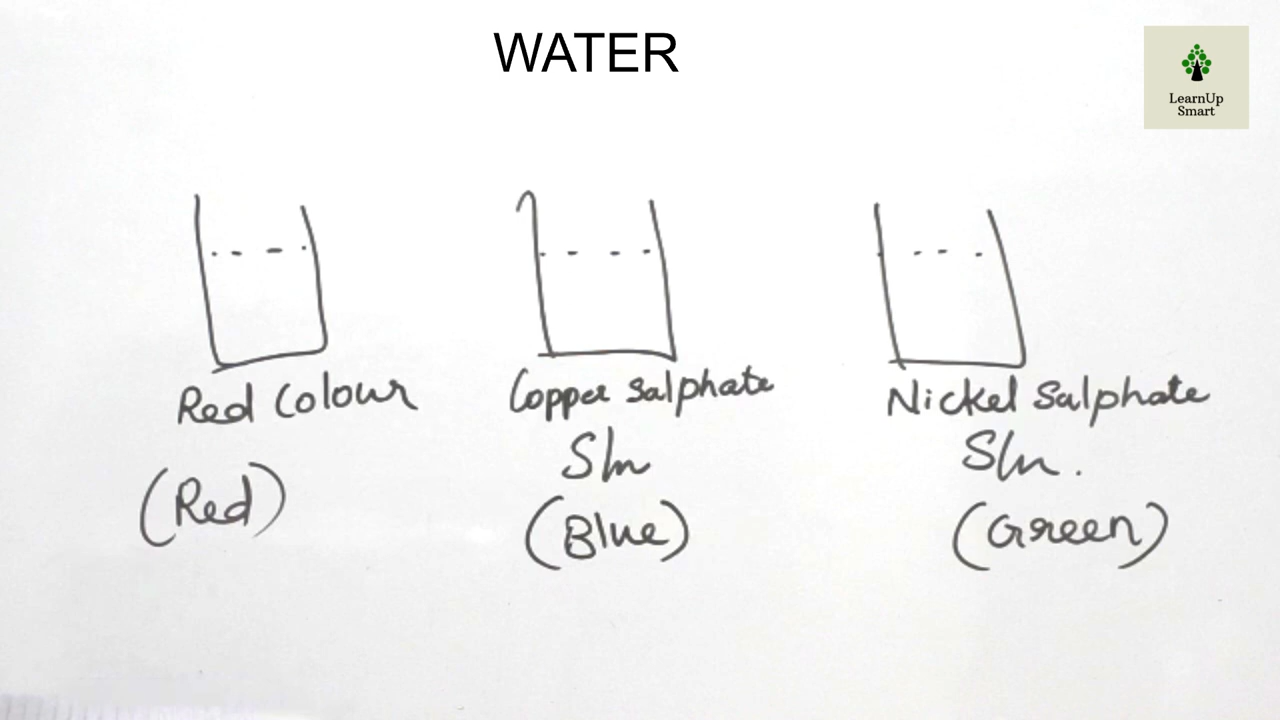 WATER
LearnUp
Smart
Red Colour
(Red)
Copper Salphate
Sln
(Blue)
Nickel Salphate
Sln.
(Green)